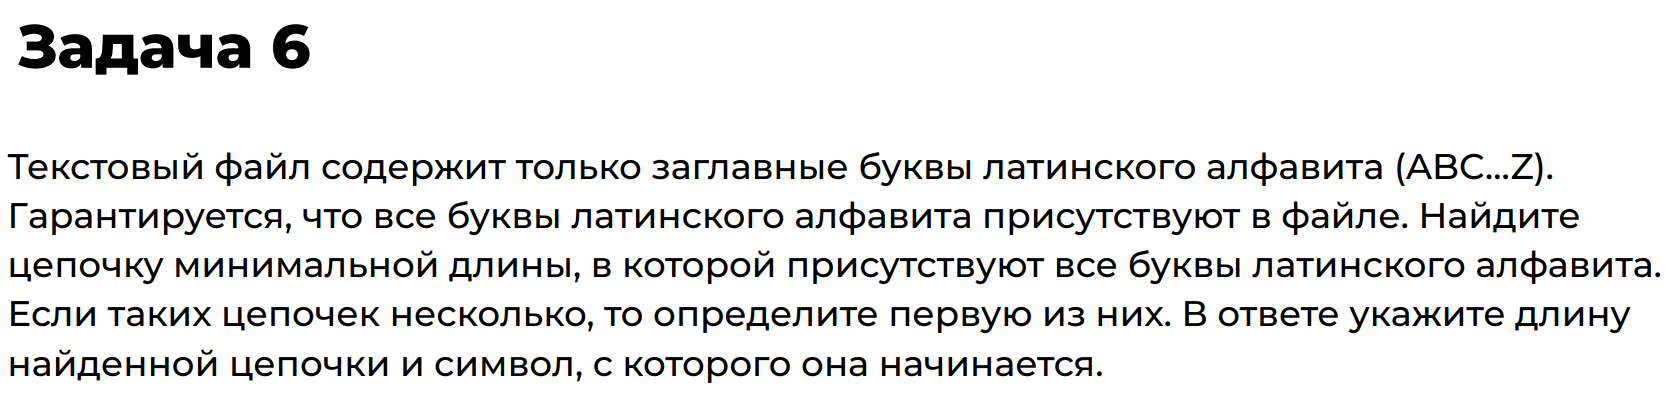 Задача 6
Текстовый файл содержит только заглавные буквы латинского алфавита (ABC...Z).
Гарантируется, что все буквы латинского алфавита присутствуют в файле. Найдите
цепочку минимальной длины, в которой присутствуют все буквы латинского алфавита.
Если таких цепочек несколько, то определите первую из них. В ответе укажите длину
найденной цепочки и символ, с которого она начинается.